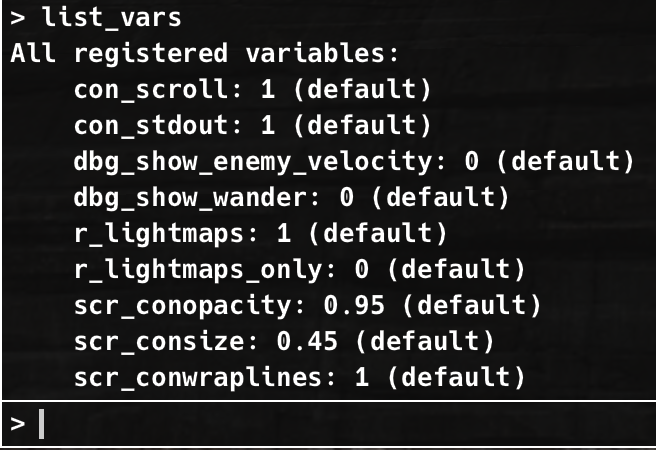 > list_vars
All registered variables:
    con_scroll: 1 (default)
    con_stdout: 1 (default)
    dbg_show_enemy_velocity: 0 (default)
    dbg_show_wander: 0 (default)
    r_lightmaps: 1 (default)
    r_lightmaps_only: 0 (default)
    scr_conopacity: 0.95 (default)
    scr_consize: 0.45 (default)
    scr_conwraplines: 1 (default)
>